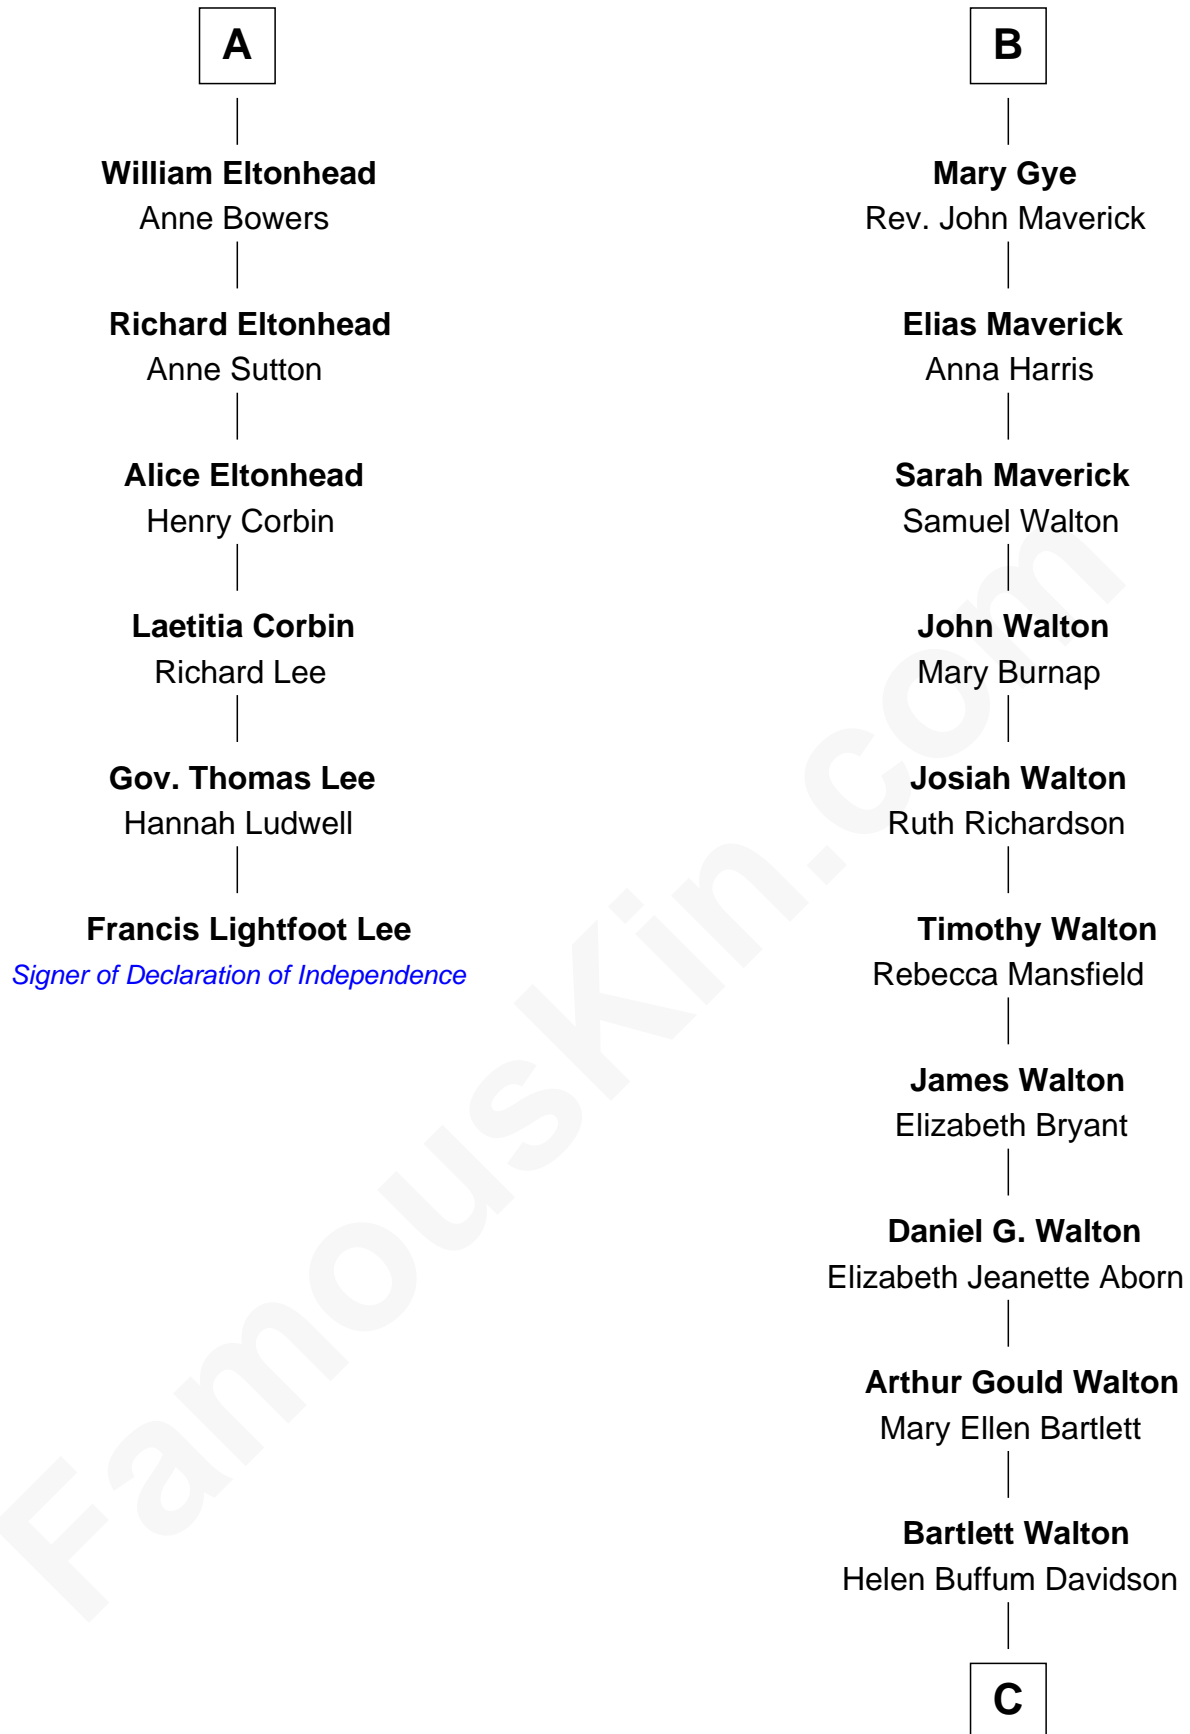 A
William Eltonhead
Anne Bowers
Richard Eltonhead
Anne Sutton
Alice Eltonhead
Henry Corbin
Laetitia Corbin
Richard Lee
Gov. Thomas Lee
Hannah Ludwell
Francis Lightfoot Lee
Signer of Declaration of Independence
B
Mary Gye
Rev. John Maverick
Elias Maverick
Anna Harris
Sarah Maverick
Samuel Walton
John Walton
Mary Burnap
Josiah Walton
Ruth Richardson
Timothy Walton
Rebecca Mansfield
James Walton
Elizabeth Bryant
Daniel G. Walton
Elizabeth Jeanette Aborn
Arthur Gould Walton
Mary Ellen Bartlett
Bartlett Walton
Helen Buffum Davidson
C
FamousKin.com